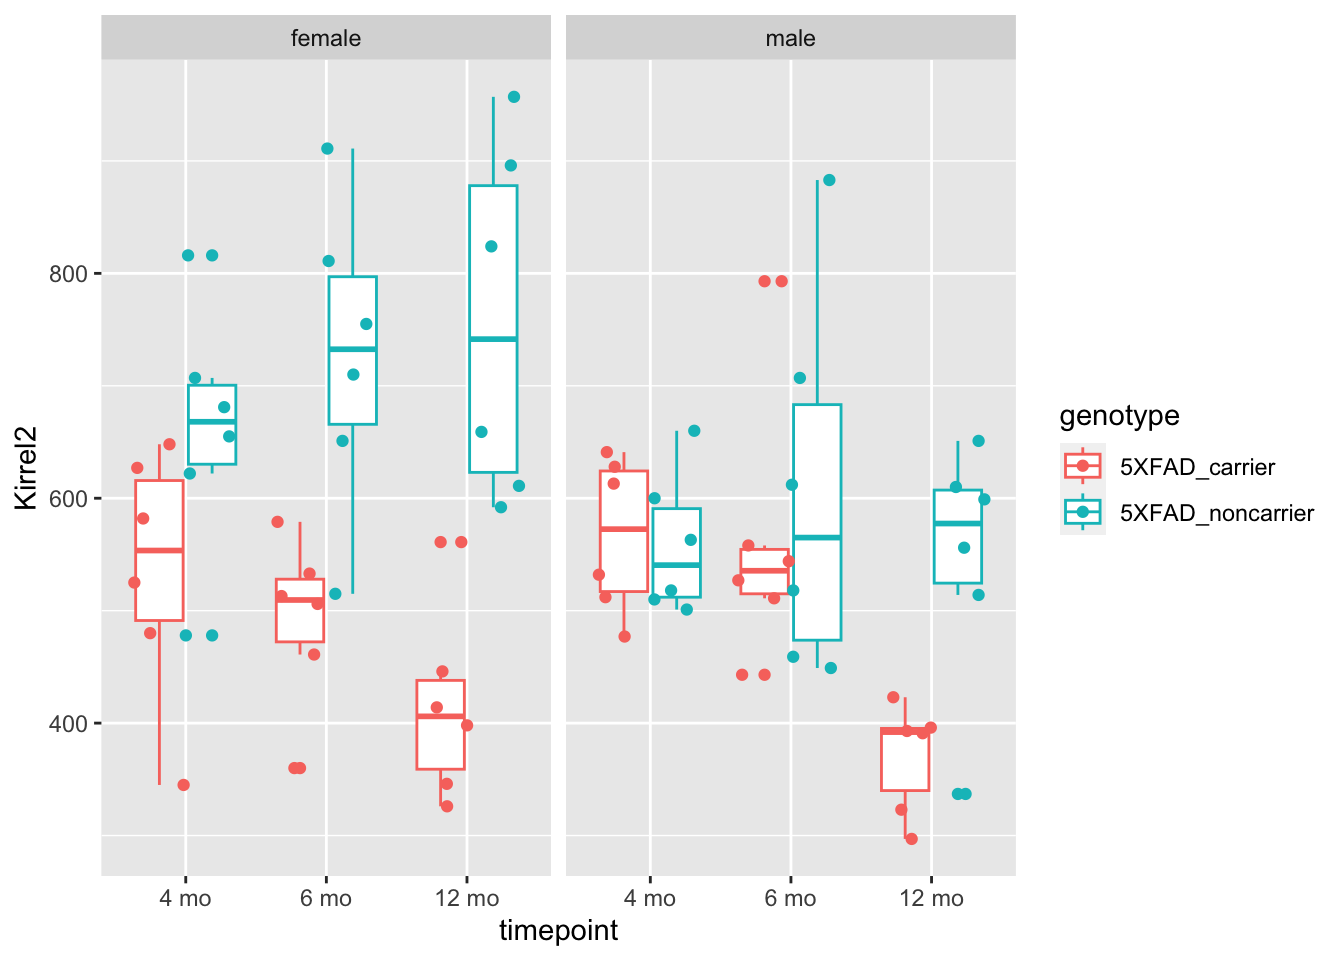 female
male
Kirrel2
800
600
400
4 mo
6 mo
12 mo
4 mo
6 mo
12 mo
timepoint
genotype
5XFAD_carrier
5XFAD_noncarrier